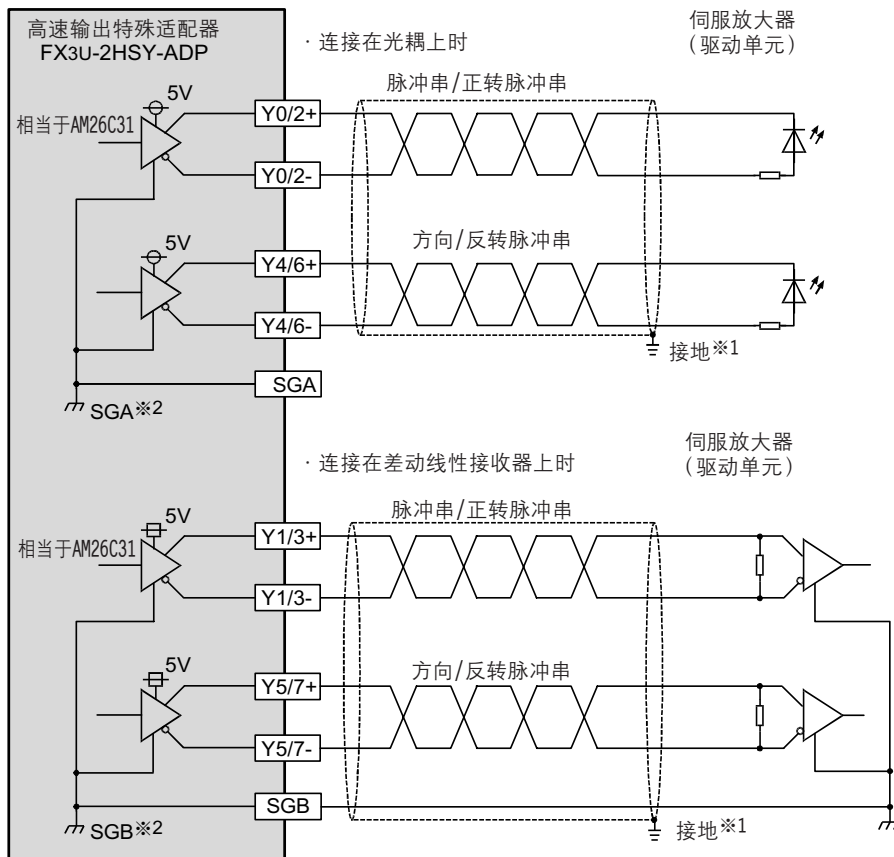 高速输出特殊适配器
FX3U-2HSY-ADP
· 连接在光耦上时
伺服放大器
（驱动单元）
5V
脉冲串/正转脉冲串
相当于AM26C31
Y0/2+
Y0/2-
5V
方向/反转脉冲串
Y4/6+
Y4/6-
接地※1
SGA
SGA※2
· 连接在差动线性接收器上时
伺服放大器
（驱动单元）
5V
脉冲串/正转脉冲串
相当于AM26C31
Y1/3+
Y1/3-
5V
方向/反转脉冲串
Y5/7+
Y5/7-
SGB
SGB※2
接地※1